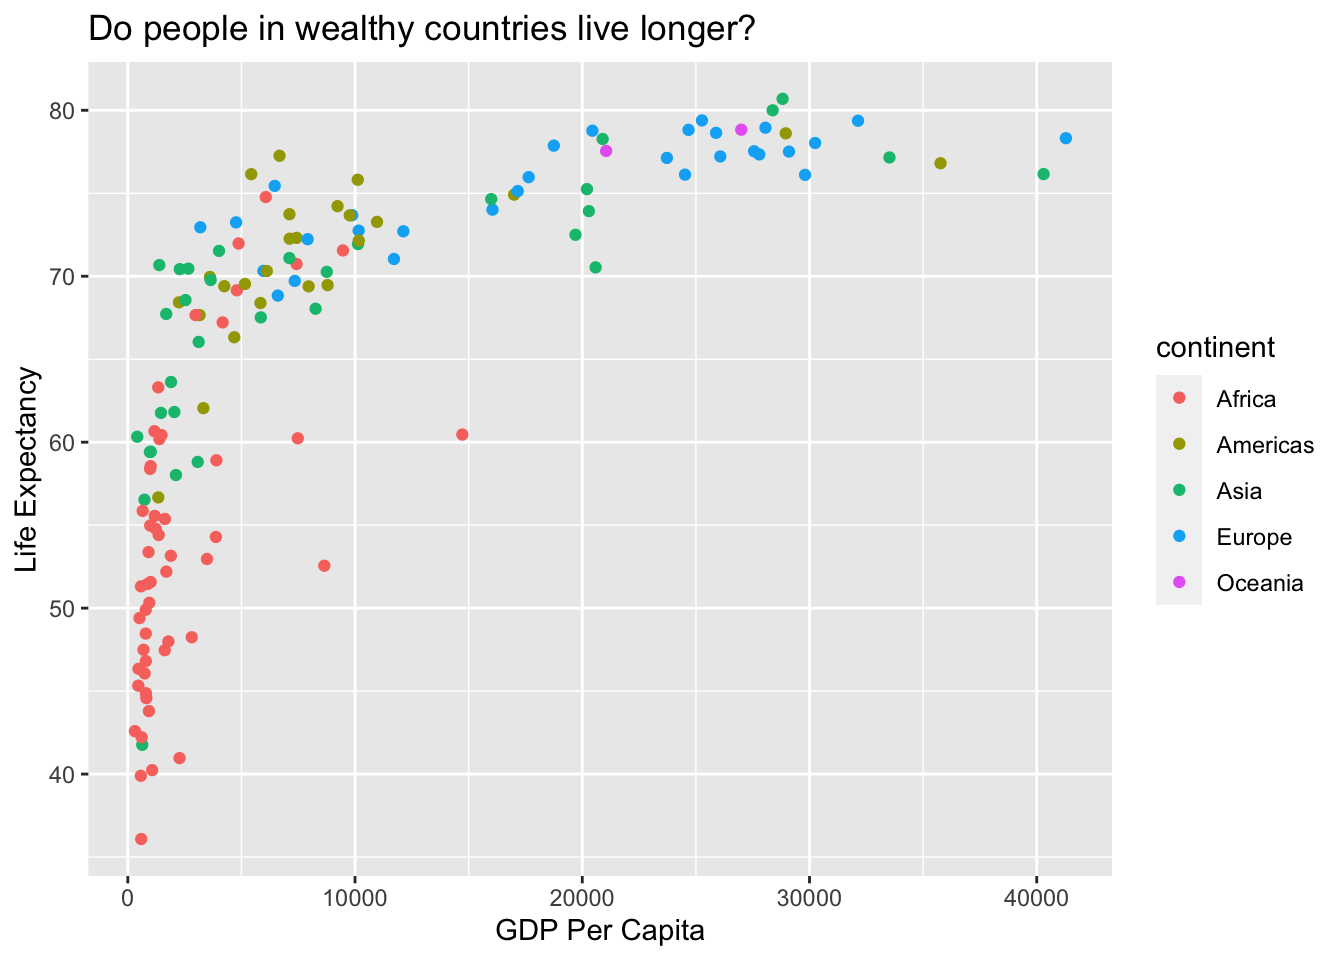 Do people in wealthy countries live longer?
80
70
60
50
40
Life Expectancy
0 10000 20000 30000 40000
GDP Per Capita
continent
Africa
Americas
Asia
Europe
Oceania